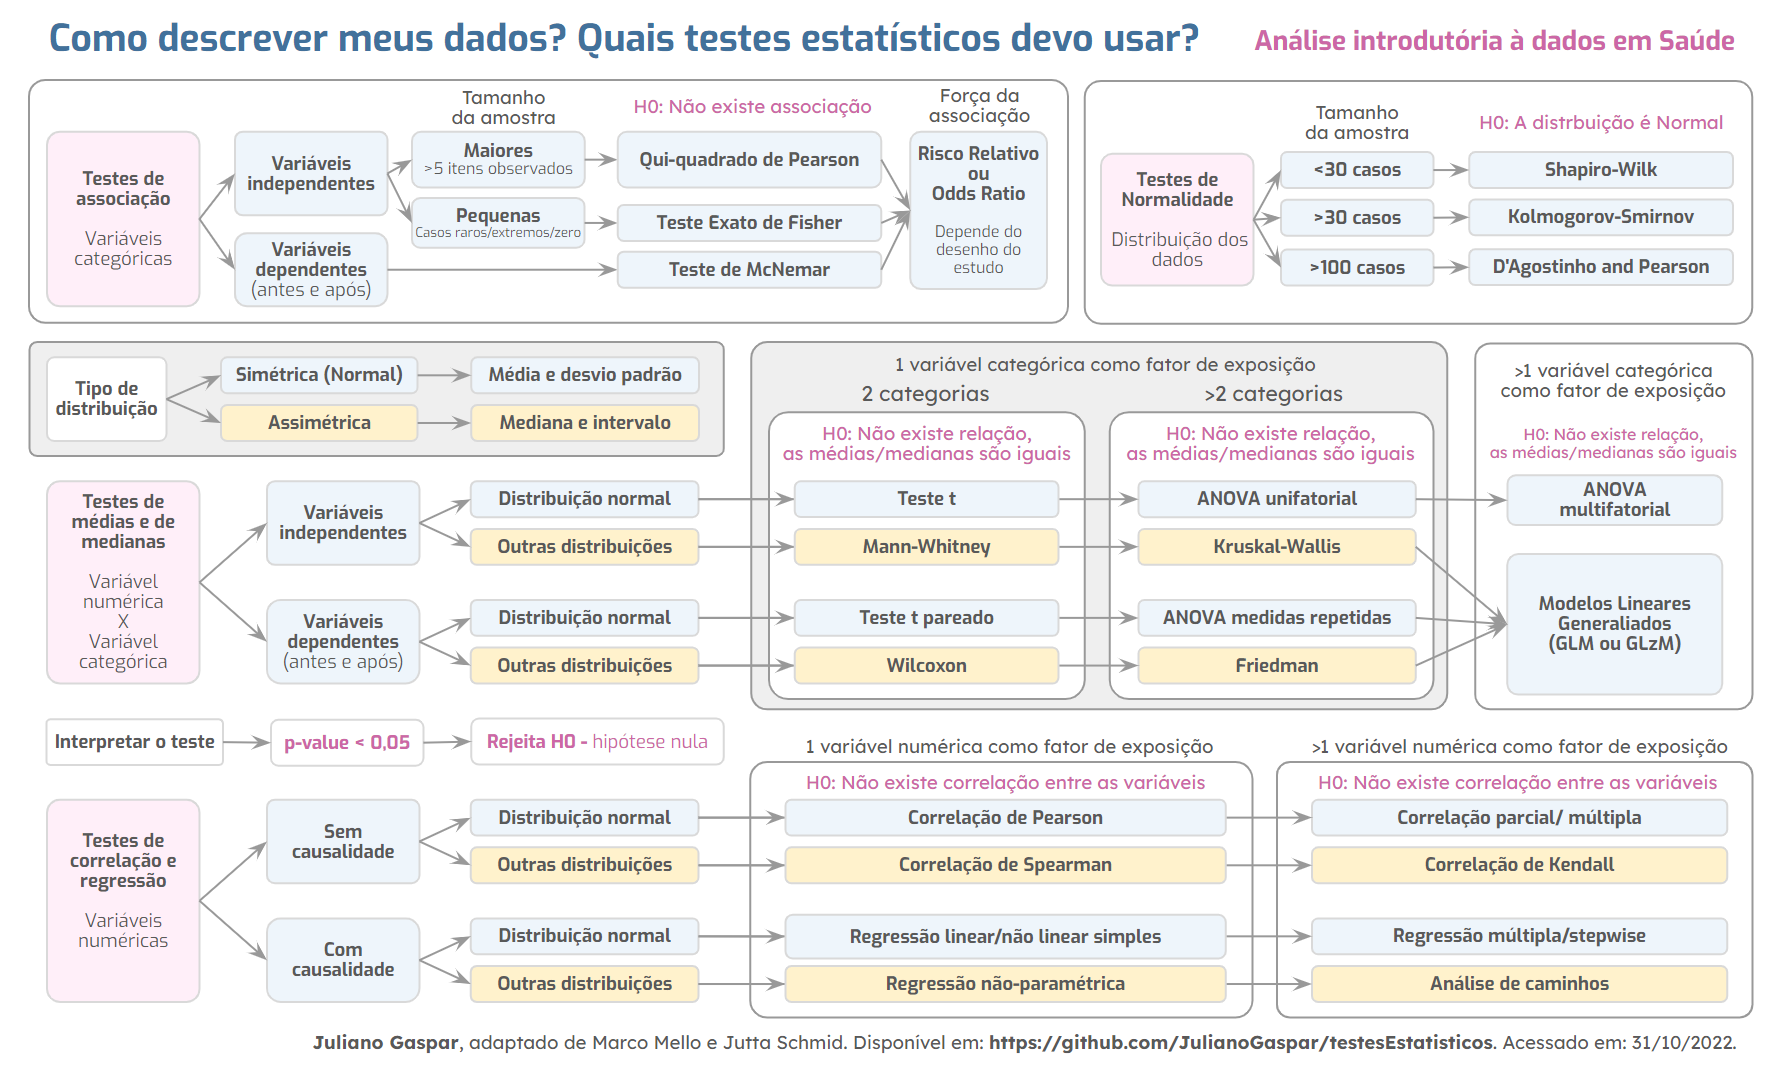 Como descrever meus dados? Quais testes estatísticos devo usar?
Análise introdutória à dados em Saúde
Tamanho
da amostra
H0: Não existe associação
Força da
associação
Testes de
associação
Variáveis
categóricas
Variáveis
independentes
Variáveis
dependentes
(antes e após)
Maiores
>5 itens observados
Pequenas
Casos raros/extremos/zero
Qui-quadrado de Pearson
Teste Exato de Fisher
Teste de McNemar
Risco Relativo
ou
Odds Ratio
Depende do
desenho do
estudo
Tamanho
da amostra
H0: A distrbuição é Normal
Testes de
Normalidade
Distribuição dos
dados
<30 casos
Shapiro-Wilk
>30 casos
Kolmogorov-Smirnov
>100 casos
D'Agostinho and Pearson
Tipo de
distribuição
Simétrica (Normal)
Média e desvio padrão
Assimétrica
Mediana e intervalo
1 variável categórica como fator de exposição
2 categorias
>2 categorias
>1 variável categórica
como fator de exposição
H0: Não existe relação,
as médias/medianas são iguais
H0: Não existe relação,
as médias/medianas são iguais
H0: Não existe relação,
as médias/medianas são iguais
Testes de
médias e de
medianas
Variável
numérica
X
Variável
categórica
Variáveis
independentes
Distribuição normal
Teste t
ANOVA unifatorial
ANOVA
multifatorial
Outras distribuições
Mann-Whitney
Kruskal-Wallis
Variáveis
dependentes
(antes e após)
Distribuição normal
Teste t pareado
ANOVA medidas repetidas
Outras distribuições
Wilcoxon
Friedman
Modelos Lineares
Generaliados
(GLM ou GLzM)
Interpretar o teste
p-value < 0,05
Rejeita H0 - hipótese nula
1 variável numérica como fator de exposição
>1 variável numérica como fator de exposição
H0: Não existe correlação entre as variáveis
H0: Não existe correlação entre as variáveis
Testes de
correlação e
regressão
Variáveis
numéricas
Sem
causalidade
Distribuição normal
Correlação de Pearson
Correlação parcial/ múltipla
Outras distribuições
Correlação de Spearman
Correlação de Kendall
Com
causalidade
Distribuição normal
Regressão linear/não linear simples
Regressão múltipla/stepwise
Outras distribuições
Regressão não-paramétrica
Análise de caminhos
Juliano Gaspar, adaptado de Marco Mello e Jutta Schmid. Disponível em: https://github.com/JulianoGaspar/testesEstatisticos. Acessado em: 31/10/2022.